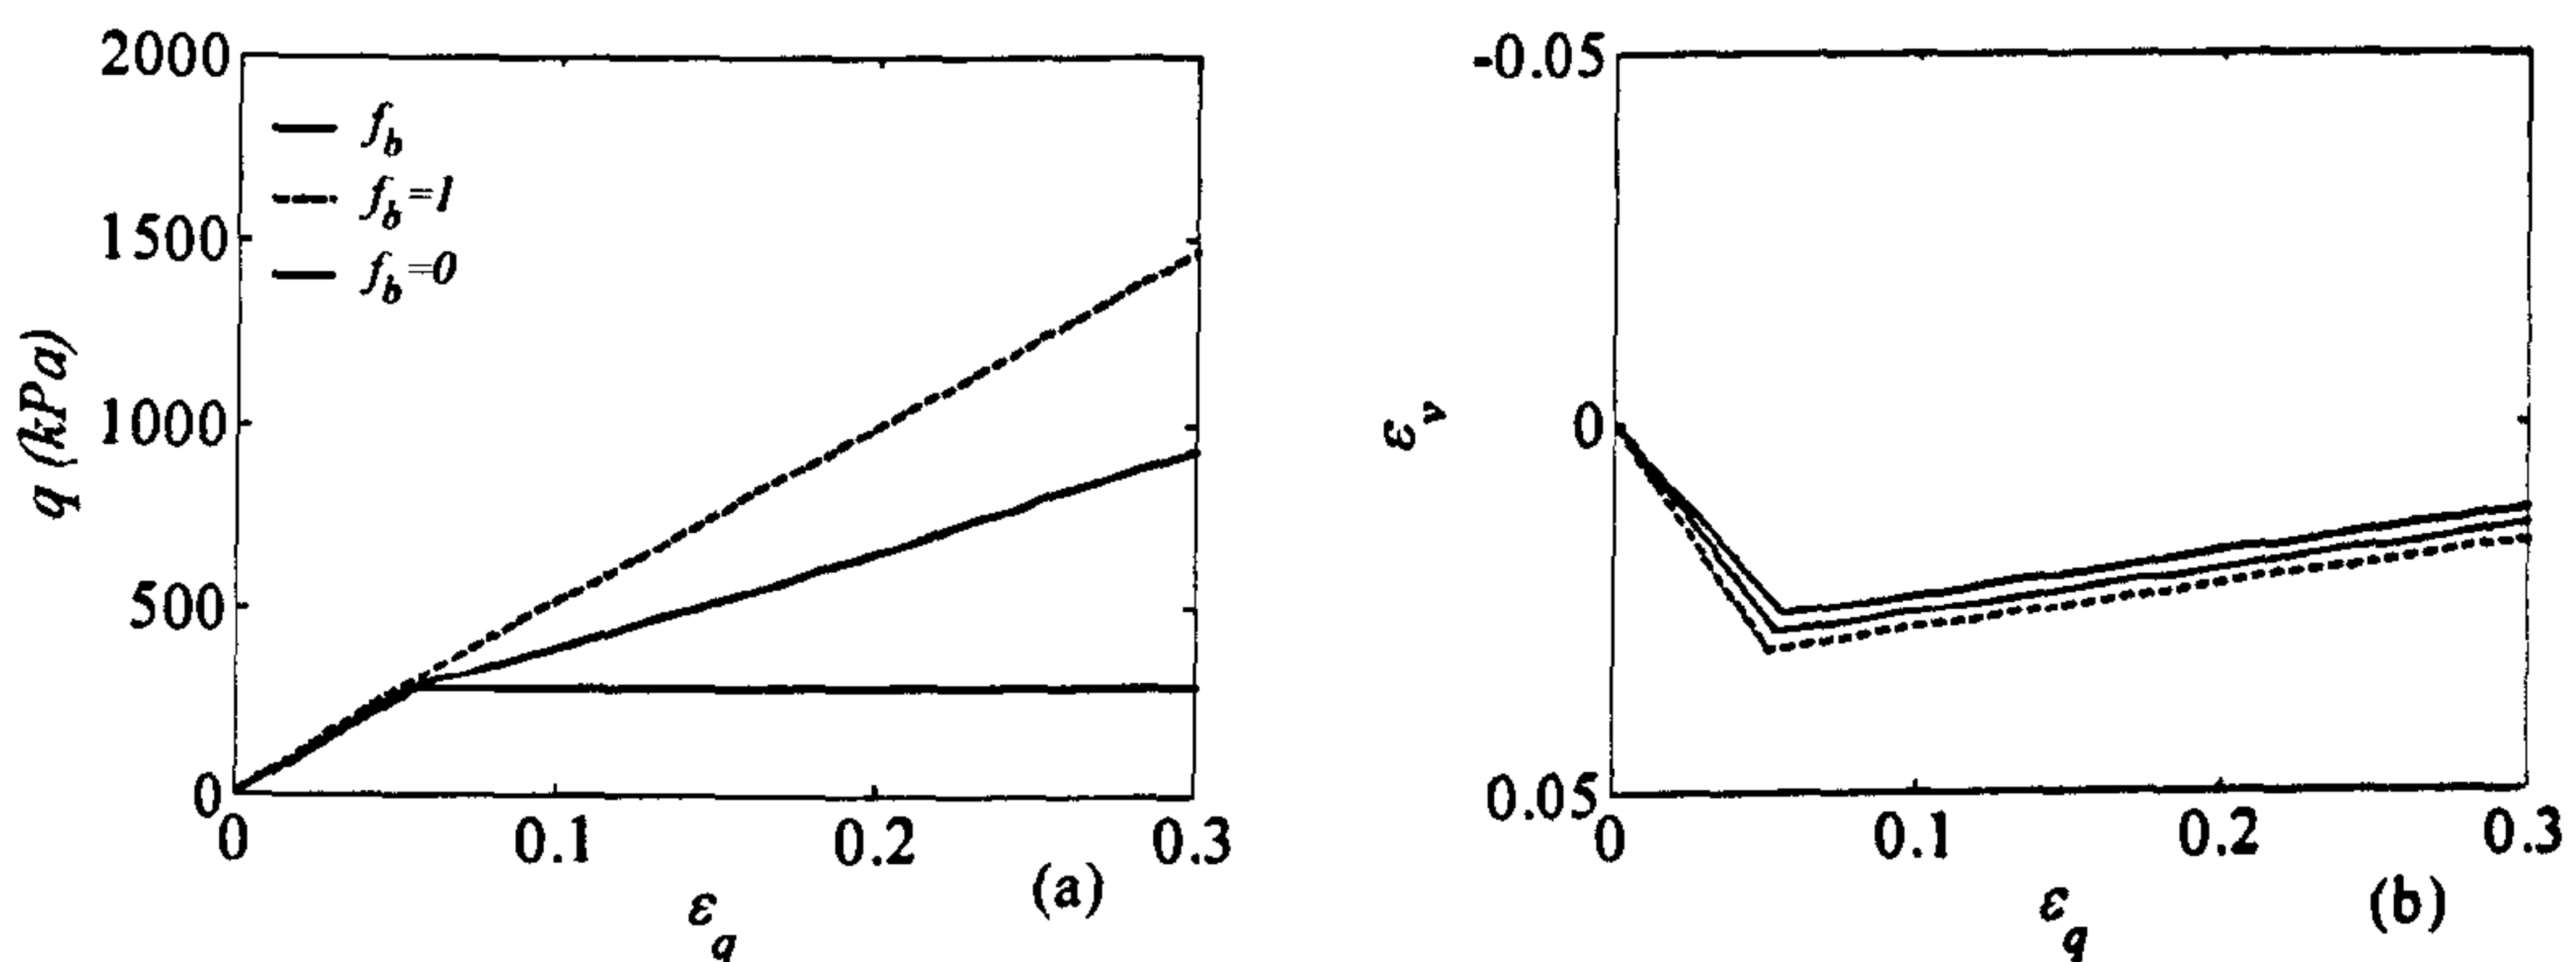 2000
1500
1000
500
0
q (kPa)
f_b
f_b=1
f_b=0
0 0.1 0.2 0.3
ε_q
(a)
-0.05
0
0.05
ε_v
0 0.1 0.2 0.3
ε_q
(b)